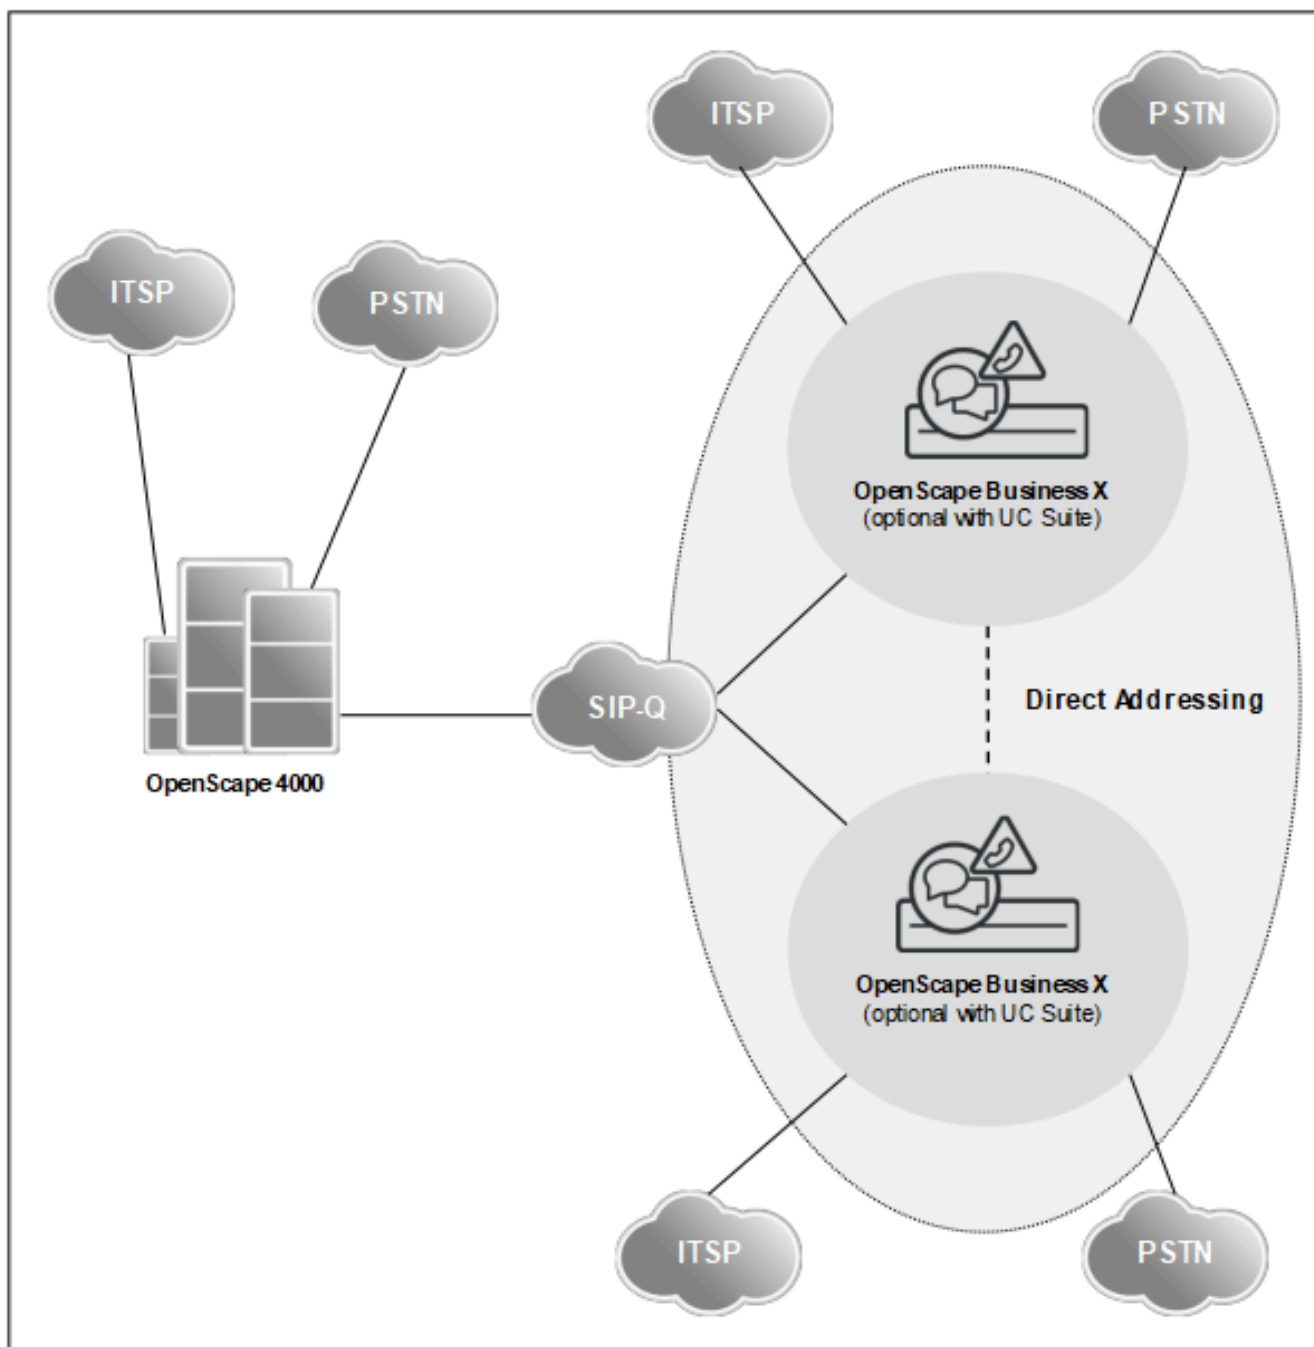 ITSP
PSTN
ITSP
PSTN
OpenScape Business X
(optional with UC Suite)
SIP-Q
Direct Addressing
OpenScape 4000
OpenScape Business X
(optional with UC Suite)
ITSP
PSTN